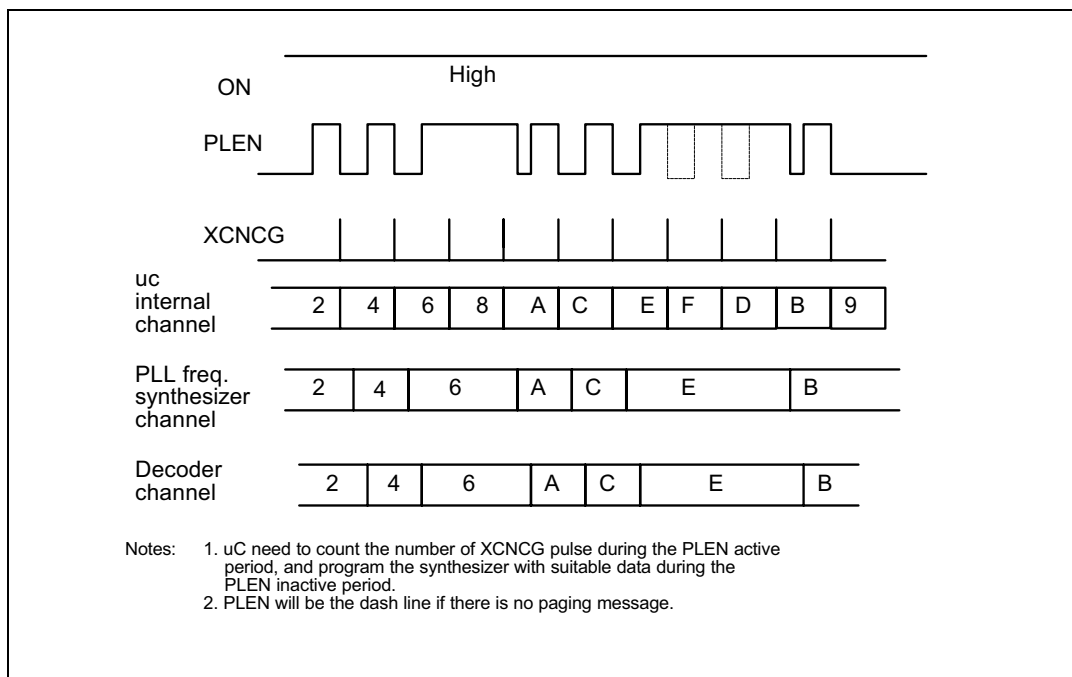 ON
High
PLEN
XCNCG
uc
internal
channel
2 4 6 8 A C E F D B 9
PLL freq.
synthesizer
channel
2 4 6 A C E B
Decoder
channel
2 4 6 A C E B
Notes: 1. uC need to count the number of XCNCG pulse during the PLEN active
period, and program the synthesizer with suitable data during the
PLEN inactive period.
2. PLEN will be the dash line if there is no paging message.